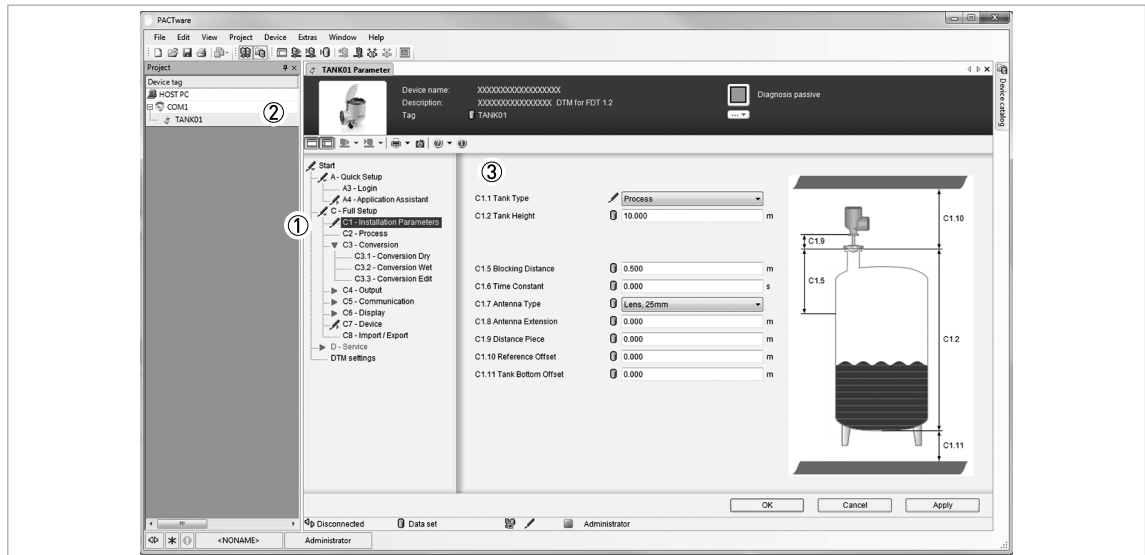 PACTware
File Edit View Project Device Extras Window Help
Project
TANK01 Parameter
Device tag
HOST PC
COM1
TANK01
②
Device name: XXXXXXXXXXXXXXXXXX
Description: XXXXXXXXXXXXXXXX DTM for FDT 1.2
Tag TANK01
Diagnosis passive
Device catalog
①
Start
A - Quick Setup
A3 - Login
A4 - Application Assistant
C - Full Setup
C1 - Installation Parameters
C2 - Process
C3 - Conversion
C3.1 - Conversion Dry
C3.2 - Conversion Wet
C3.3 - Conversion Edit
C4 - Output
C5 - Communication
C6 - Display
C7 - Device
C8 - Import / Export
D - Service
DTM settings
③
C1.1 Tank Type Process
C1.2 Tank Height 10.000 m
C1.5 Blocking Distance 0.500 m
C1.6 Time Constant 0.000 s
C1.7 Antenna Type Lens, 25mm
C1.8 Antenna Extension 0.000 m
C1.9 Distance Piece 0.000 m
C1.10 Reference Offset 0.000 m
C1.11 Tank Bottom Offset 0.000 m
C1.10
C1.9
C1.5
C1.2
C1.11
OK Cancel Apply
Disconnected Data set Administrator
<NONAME> Administrator